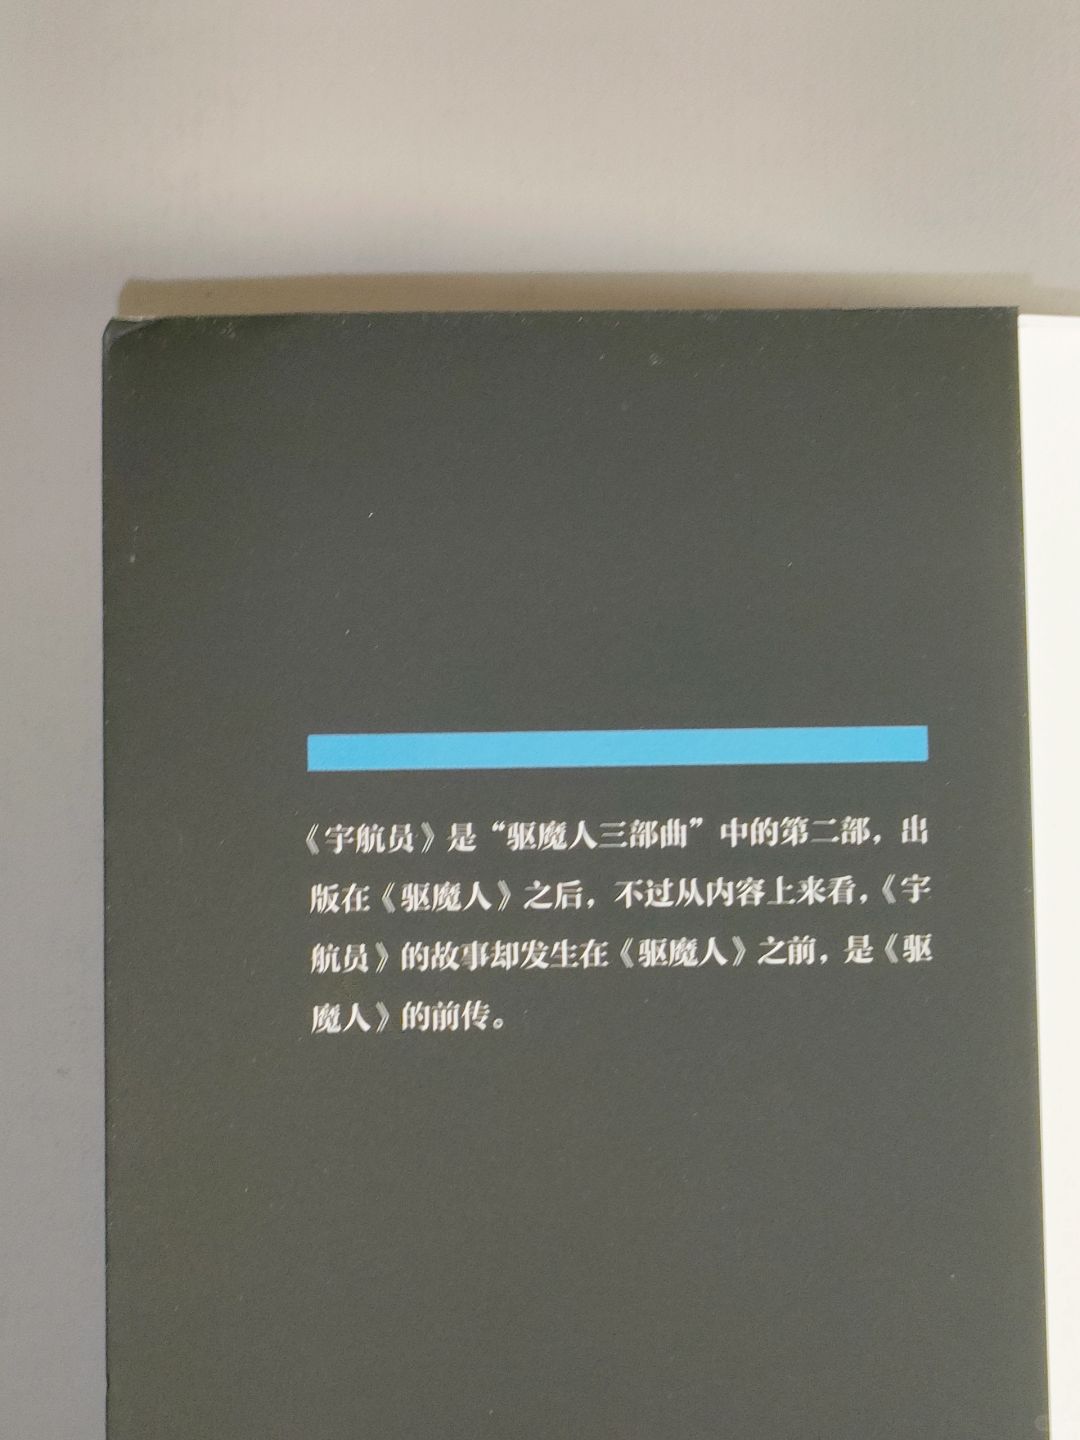 《宇航员》是“驱魔人三部曲”中的第二部，出
版在《驱魔人》之后，不过从内容上来看，《宇
航员》的故事却发生在《驱魔人》之前，是《驱
魔人》的前传。